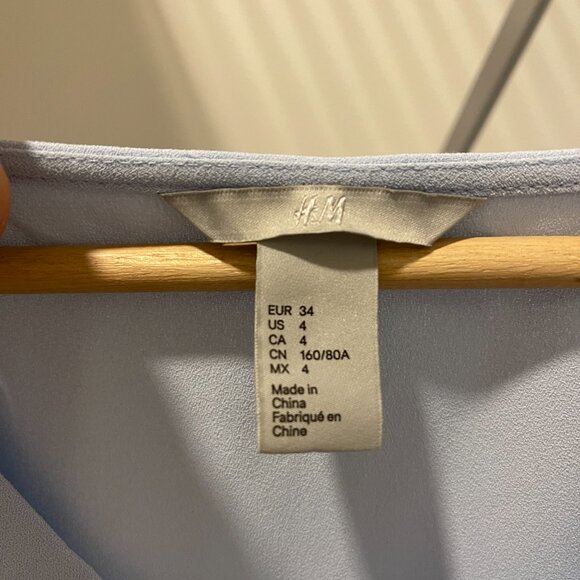 H&M
EUR 34
US 4
CA 4
CN 160/80A
MX 4
Made in
China
Fabriqué en
Chine